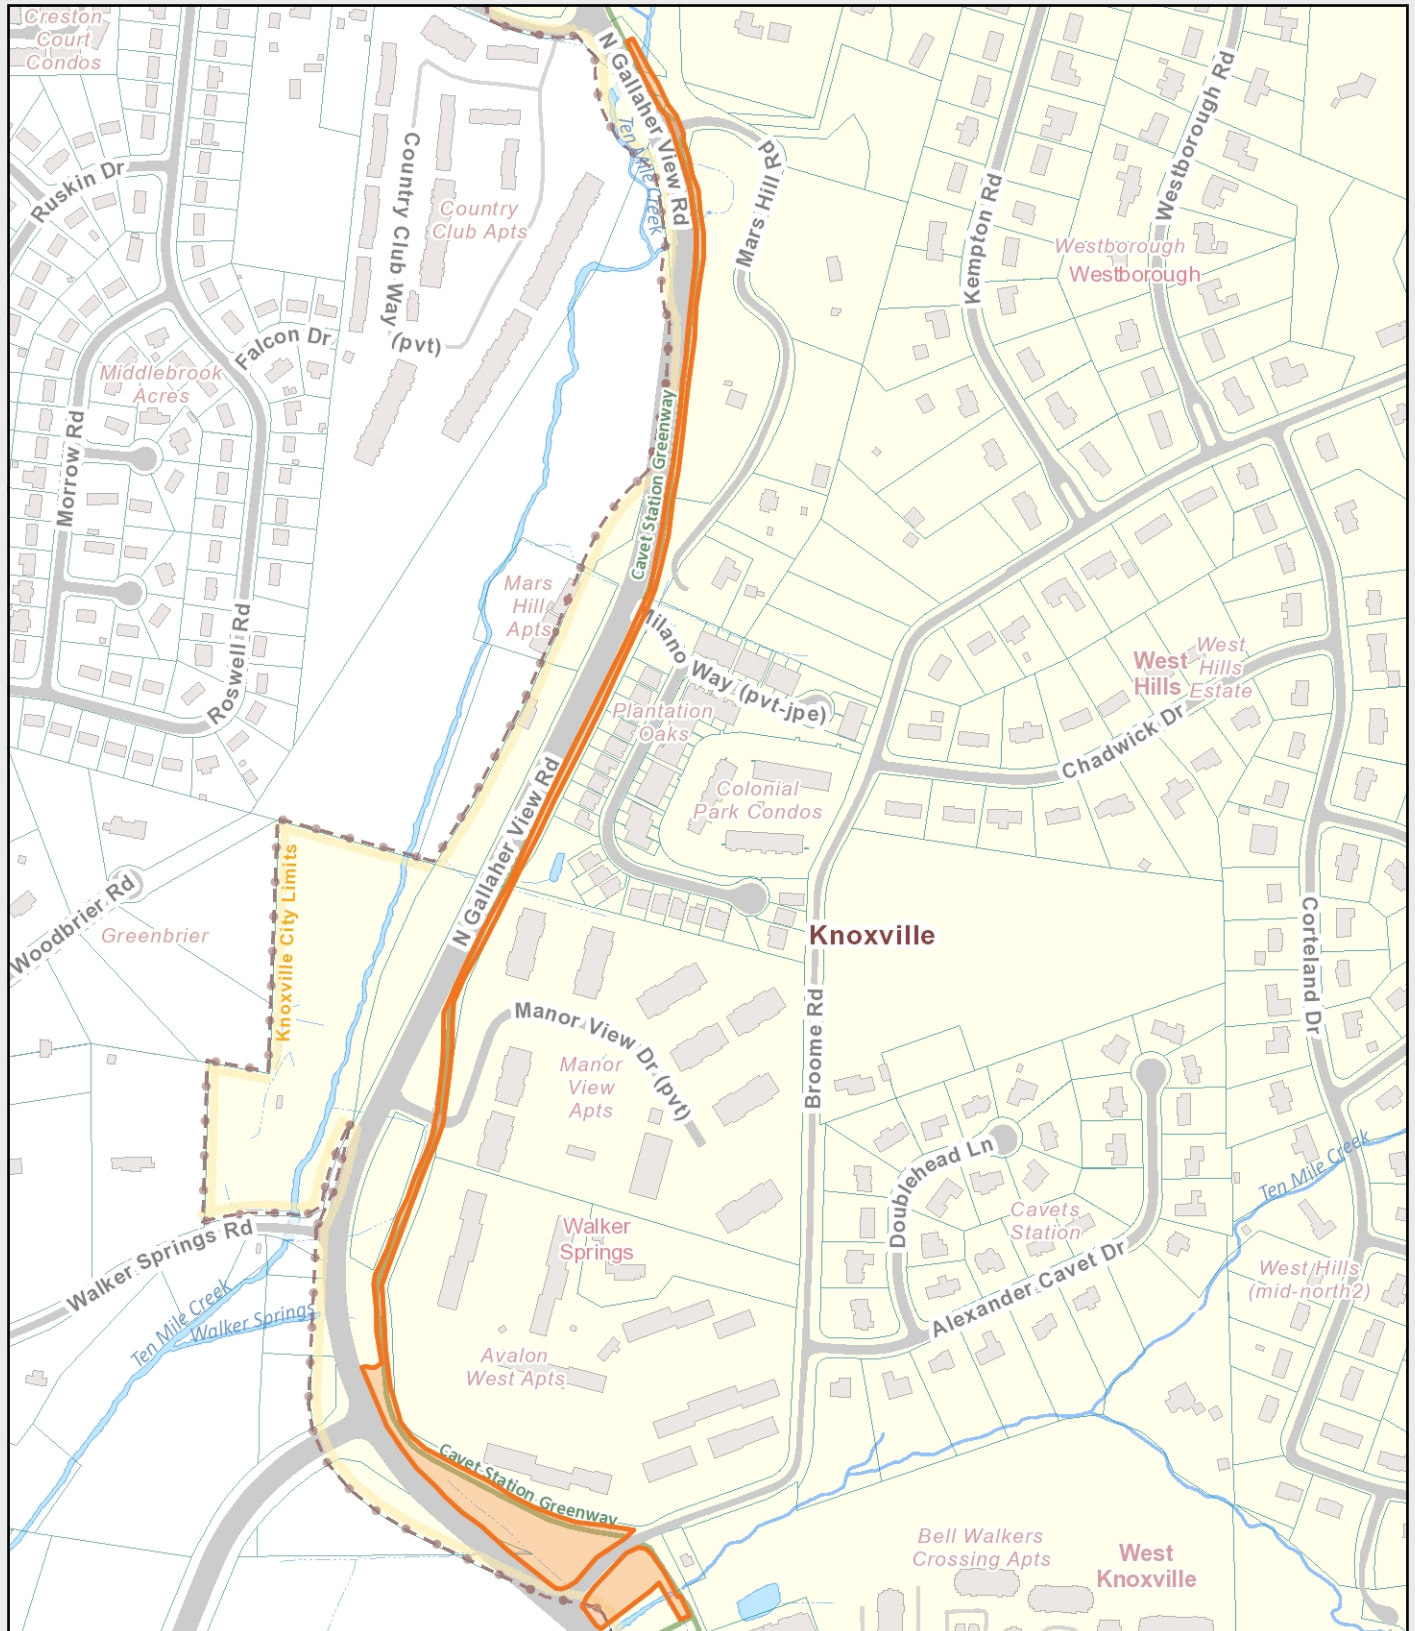 Creston
Court
Condos
N Gallaher View Rd
Ten Mile Creek
Westborough Rd
Ruskin Dr
Country Club Way (pvt)
Country
Club Apts
Mars Hill Rd
Kempton Rd
Westborough
Westborough
Falcon Dr
Middlebrook
Acres
Morrow Rd
Cavet Station Greenway
Mars
Hill
Apts
Roswell Rd
Milano Way (pvt-jpe)
Plantation
Oaks
West
Hills
West
Hills
Estate
Chadwick Dr
Colonial
Park Condos
N Gallaher View Rd
Woodbrier Rd
Greenbrier
Knoxville City Limits
Knoxville
Corteland Dr
Manor View Dr (pvt)
Manor
View
Apts
Broome Rd
Doublehead Ln
Ten Mile Creek
Cavets
Station
Walker
Springs
Walker Springs Rd
Alexander Cavet Dr
West Hills
(mid-north2)
Ten Mile Creek
Walker Springs
Avalon
West Apts
Cavet Station Greenway
Bell Walkers
Crossing Apts
West
Knoxville